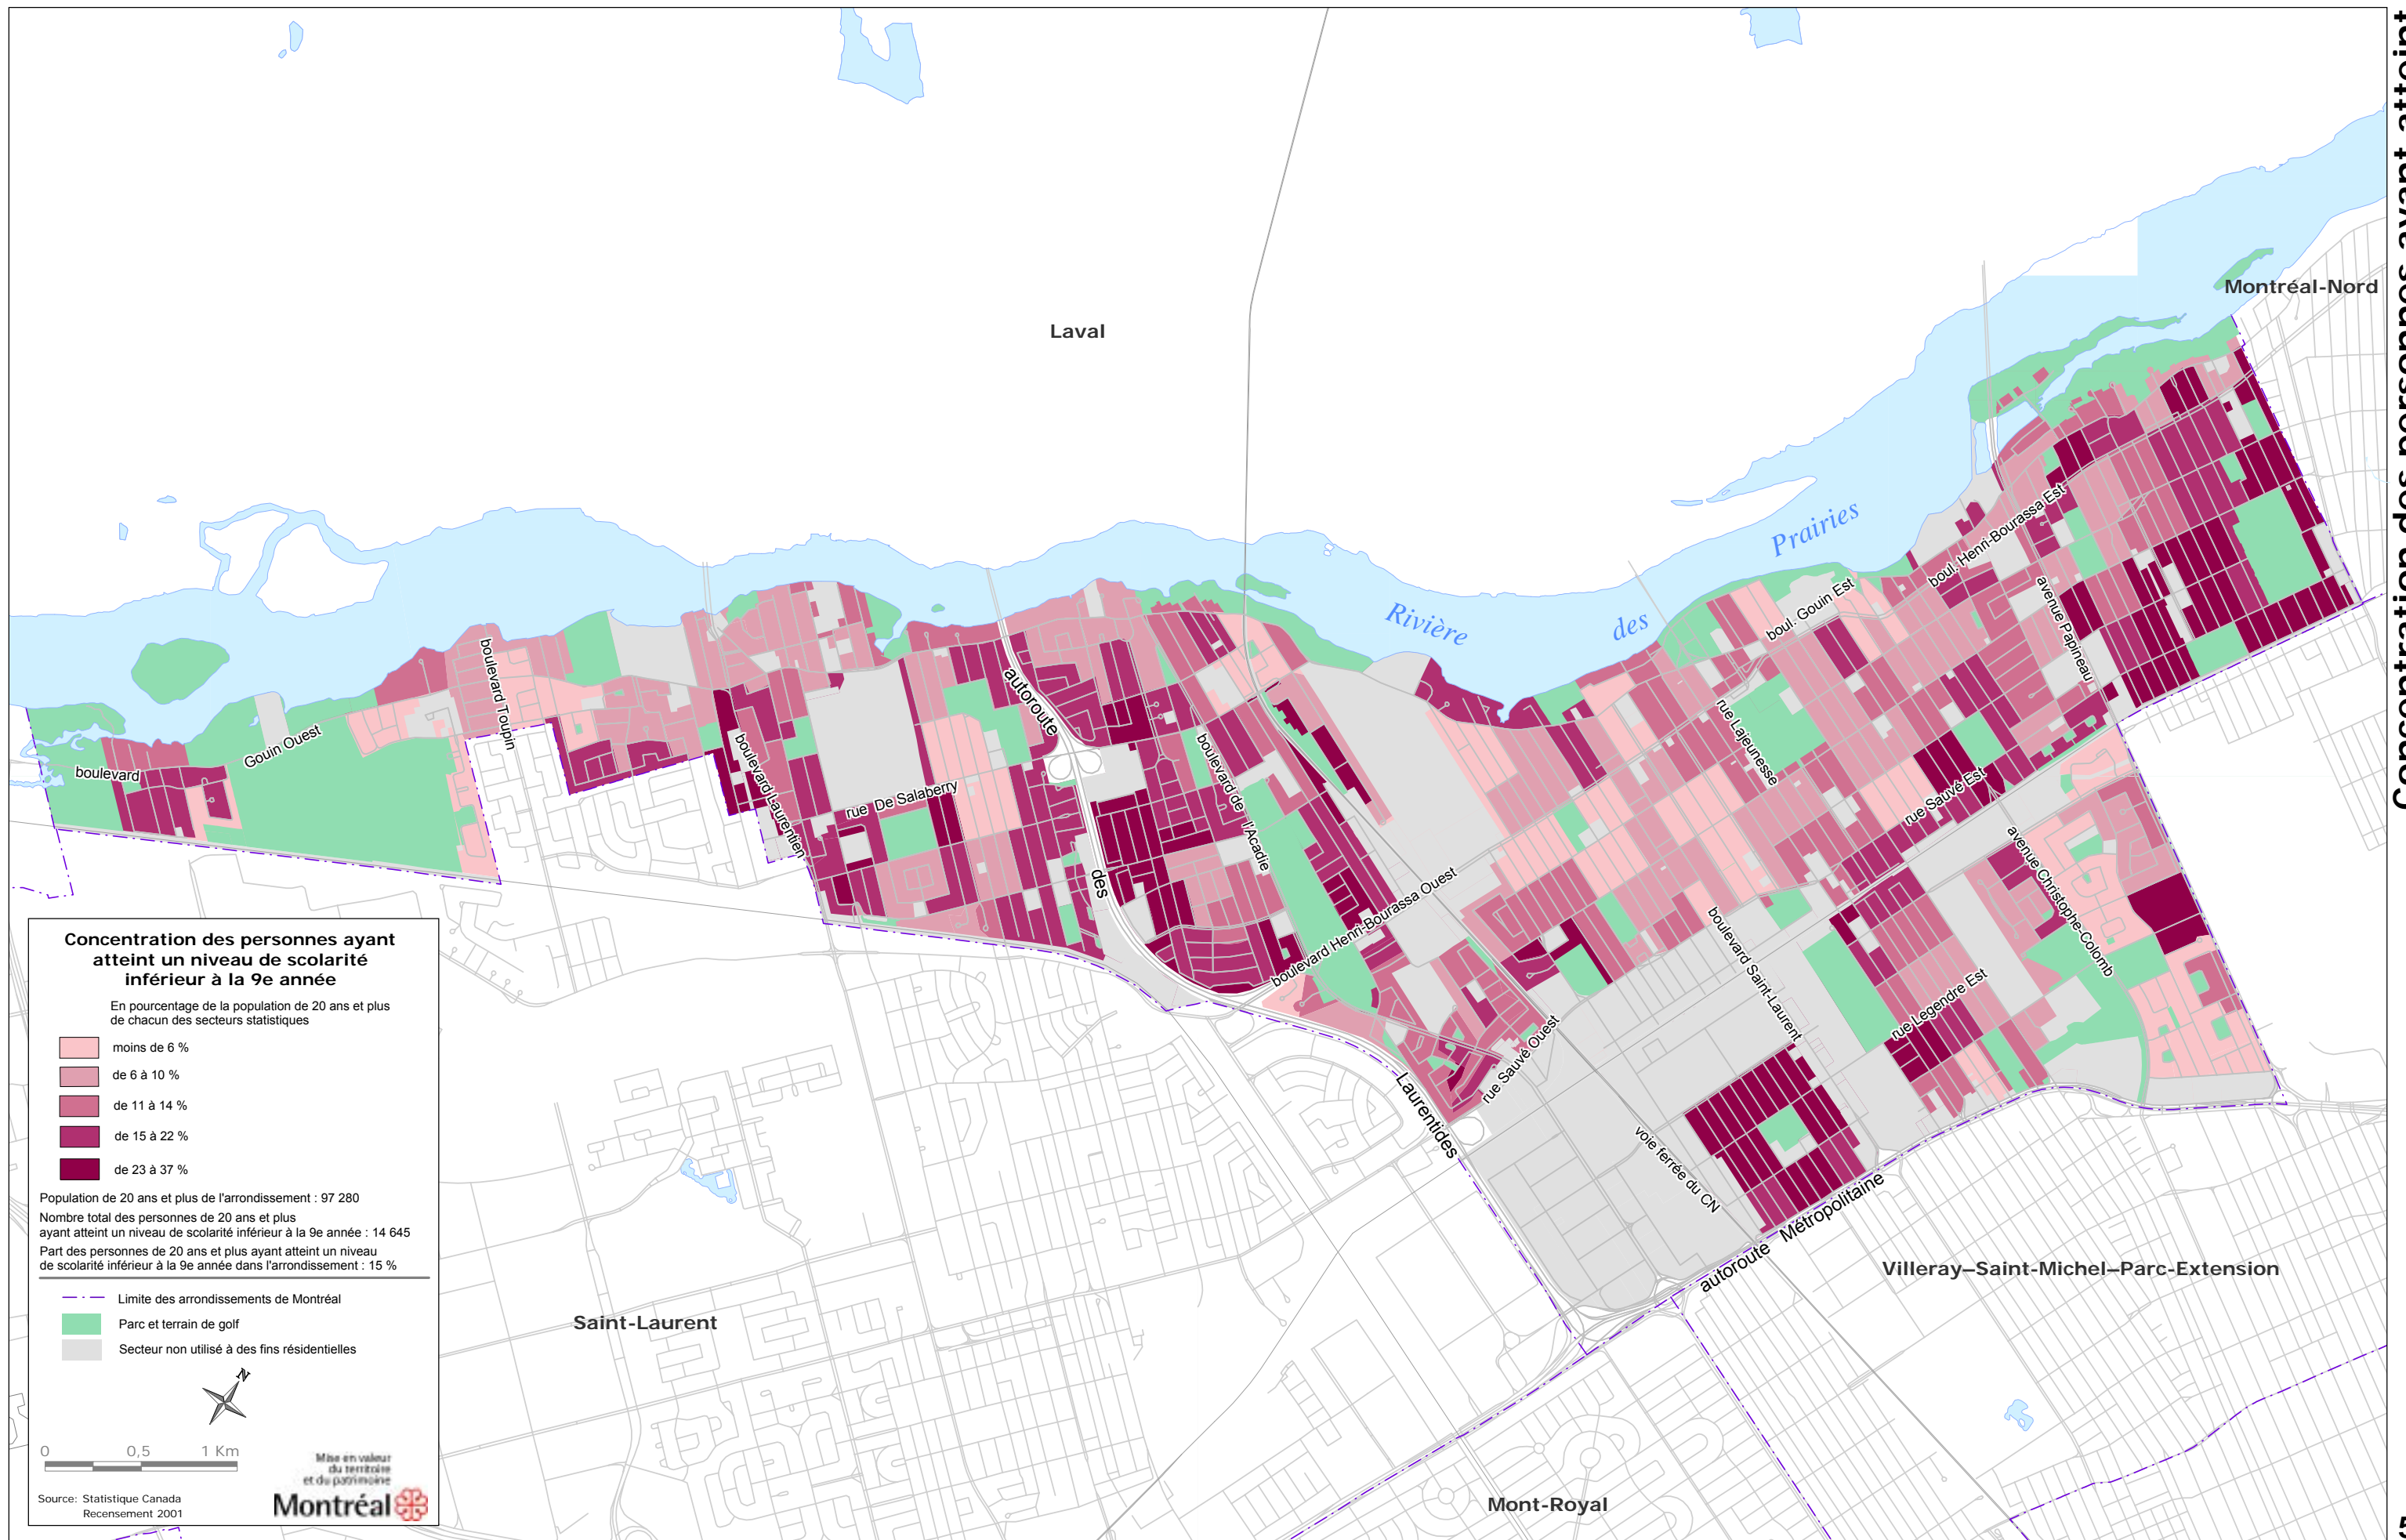 Laval
Montréal-Nord
Rivière
des
Prairies
boulevard
Gouin Ouest
boulevard Toupin
boulevard Laurentien
rue De Salaberry
autoroute
des
Laurentides
boulevard de l'Acadie
boulevard Henri-Bourassa Ouest
rue Sauvé Ouest
boul. Gouin Est
boul. Henri-Bourassa Est
avenue Papineau
rue Lajeunesse
rue Sauvé Est
avenue Christophe-Colomb
boulevard Saint-Laurent
rue Legendre Est
voie ferrée du CN
autoroute Métropolitaine
Villeray–Saint-Michel–Parc-Extension
Saint-Laurent
Mont-Royal
Concentration des personnes ayant atteint
Concentration des personnes ayant
atteint un niveau de scolarité
inférieur à la 9e année
En pourcentage de la population de 20 ans et plus
de chacun des secteurs statistiques
moins de 6 %
de 6 à 10 %
de 11 à 14 %
de 15 à 22 %
de 23 à 37 %
Population de 20 ans et plus de l'arrondissement : 97 280
Nombre total des personnes de 20 ans et plus
ayant atteint un niveau de scolarité inférieur à la 9e année : 14 645
Part des personnes de 20 ans et plus ayant atteint un niveau
de scolarité inférieur à la 9e année dans l'arrondissement : 15 %
Limite des arrondissements de Montréal
Parc et terrain de golf
Secteur non utilisé à des fins résidentielles
N
0 0,5 1 Km
Mise en valeur
du territoire
et du patrimoine
Montréal
Source: Statistique Canada
Recensement 2001